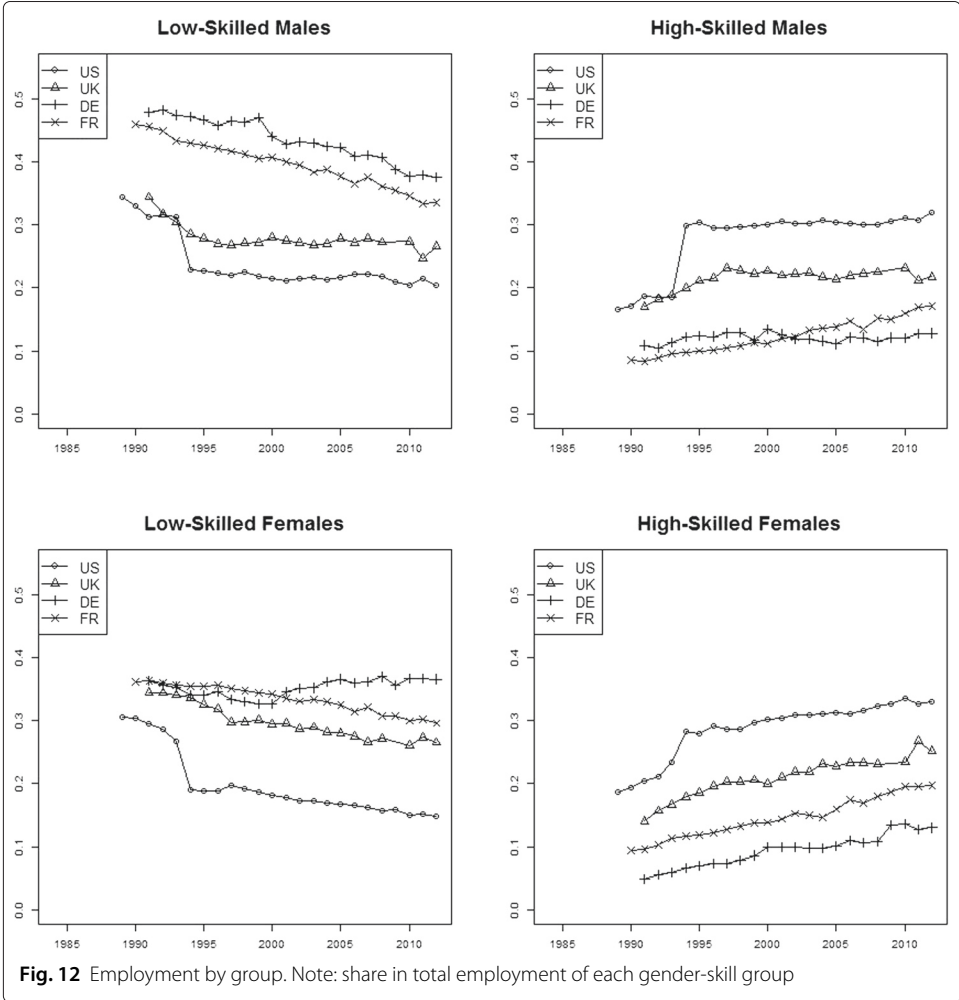 Low-Skilled Males
US
UK
DE
FR
0.5
0.4
0.3
0.2
0.1
0.0
1985 1990 1995 2000 2005 2010
High-Skilled Males
US
UK
DE
FR
0.5
0.4
0.3
0.2
0.1
0.0
1985 1990 1995 2000 2005 2010
Low-Skilled Females
US
UK
DE
FR
0.5
0.4
0.3
0.2
0.1
0.0
1985 1990 1995 2000 2005 2010
High-Skilled Females
US
UK
DE
FR
0.5
0.4
0.3
0.2
0.1
0.0
1985 1990 1995 2000 2005 2010
Fig. 12 Employment by group. Note: share in total employment of each gender-skill group